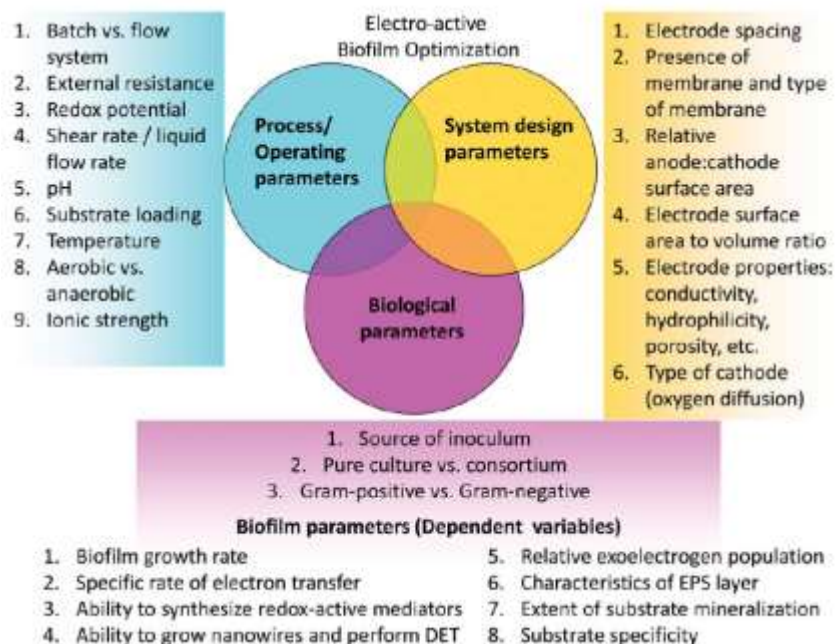 Electro-active
Biofilm Optimization
1. Batch vs. flow
system
2. External resistance
3. Redox potential
4. Shear rate / liquid
flow rate
5. pH
6. Substrate loading
7. Temperature
8. Aerobic vs.
anaerobic
9. Ionic strength
Process/
Operating
parameters
System design
parameters
Biological
parameters
1. Electrode spacing
2. Presence of
membrane and type
of membrane
3. Relative
anode:cathode
surface area
4. Electrode surface
area to volume ratio
5. Electrode properties:
conductivity,
hydrophilicity,
porosity, etc.
6. Type of cathode
(oxygen diffusion)
1. Source of inoculum
2. Pure culture vs. consortium
3. Gram-positive vs. Gram-negative
Biofilm parameters (Dependent variables)
1. Biofilm growth rate
2. Specific rate of electron transfer
3. Ability to synthesize redox-active mediators
4. Ability to grow nanowires and perform DET
5. Relative exoelectrogen population
6. Characteristics of EPS layer
7. Extent of substrate mineralization
8. Substrate specificity